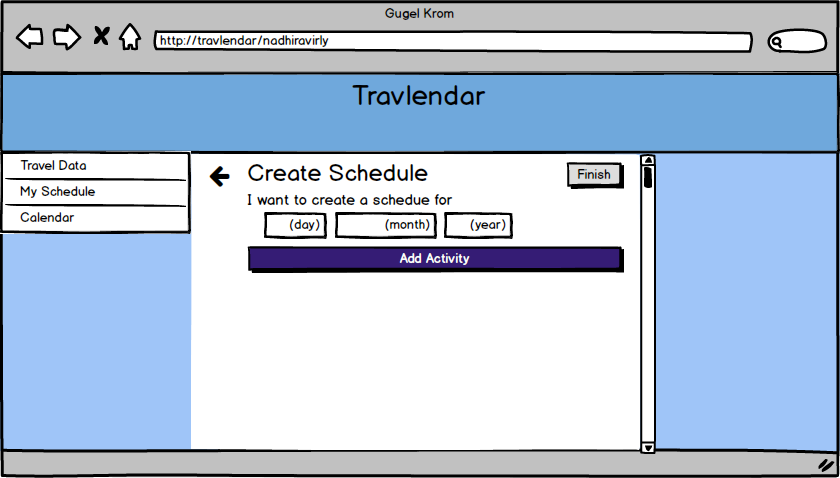 Gugel Krom
http://travlendar/nadhiravirly
Travlendar
Travel Data
My Schedule
Calendar
Create Schedule
Finish
I want to create a schedue for
(day) (month) (year)
Add Activity